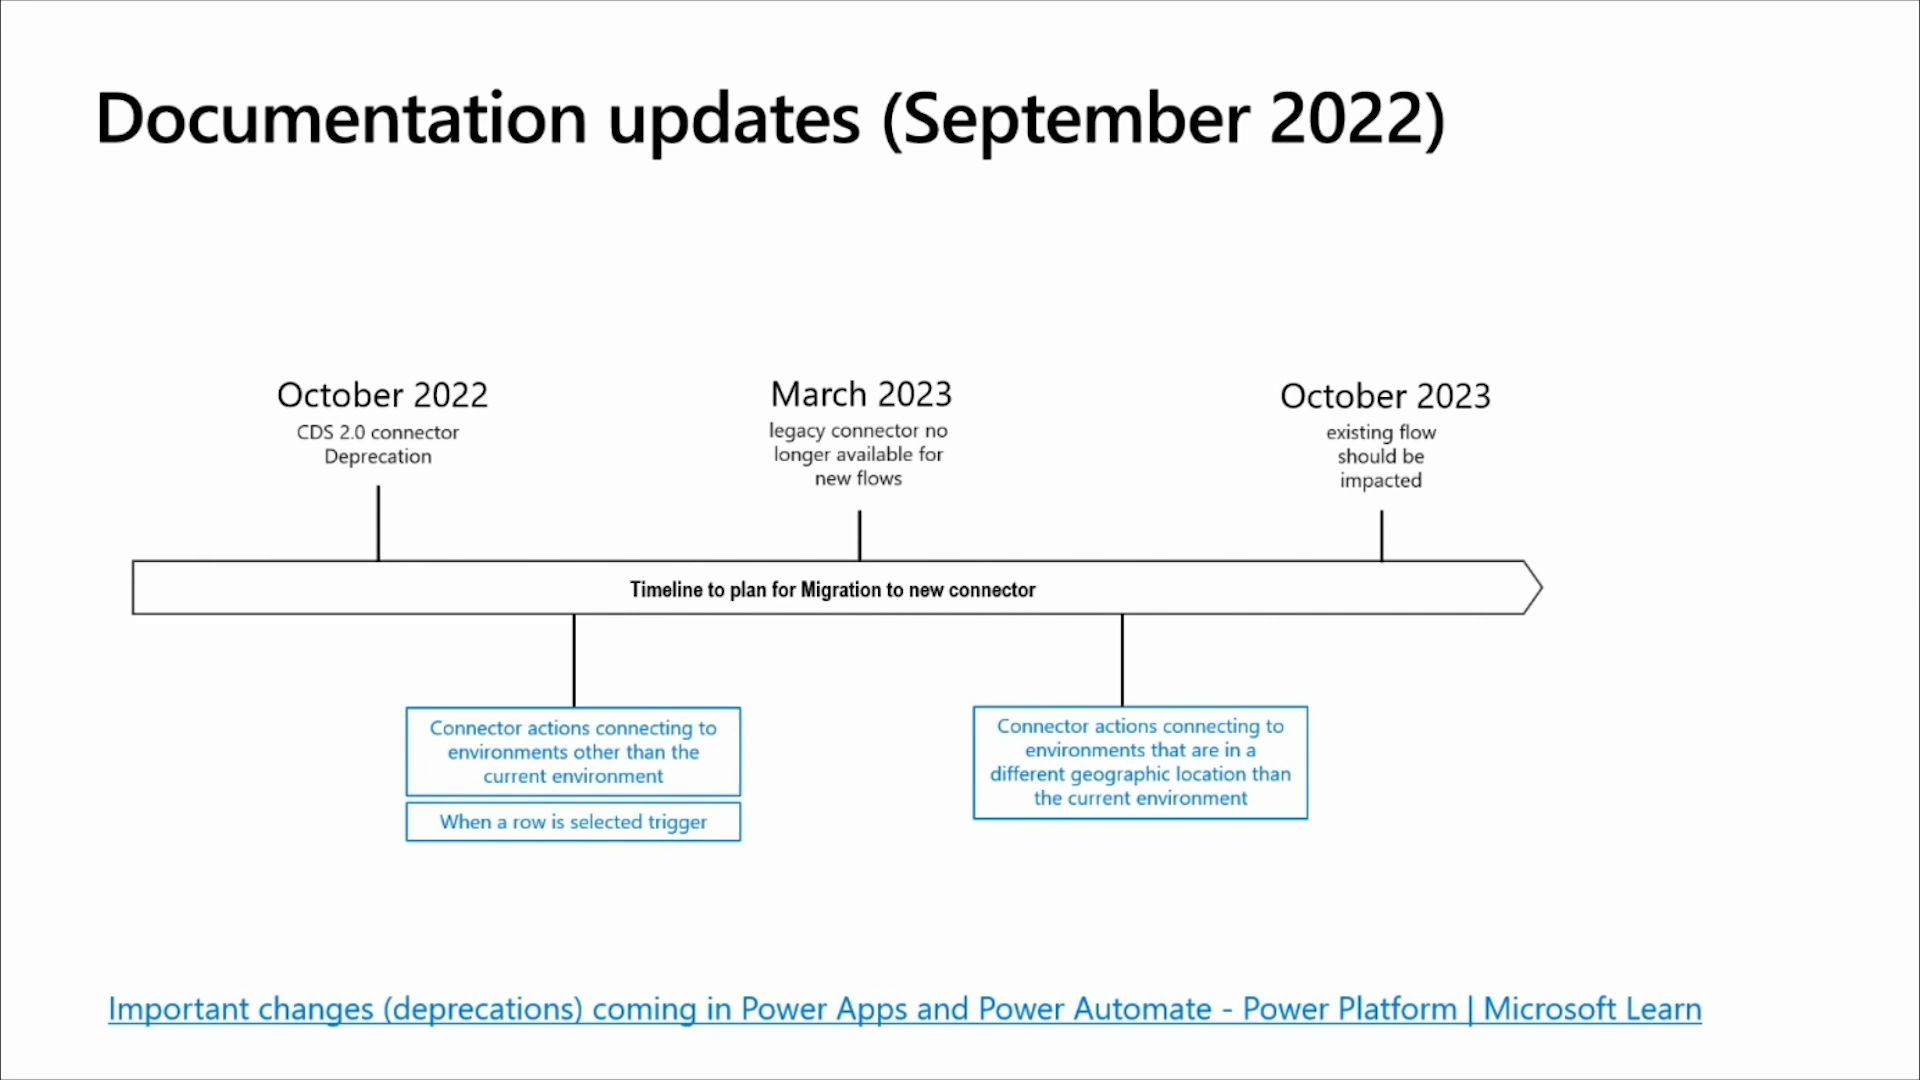 Documentation updates (September 2022)
October 2022
CDS 2.0 connector
Deprecation
March 2023
legacy connector no
longer available for
new flows
October 2023
existing flow
should be
impacted
Timeline to plan for Migration to new connector
Connector actions connecting to
environments other than the
current environment
When a row is selected trigger
Connector actions connecting to
environments that are in a
different geographic location than
the current environment
Important changes (deprecations) coming in Power Apps and Power Automate - Power Platform | Microsoft Learn